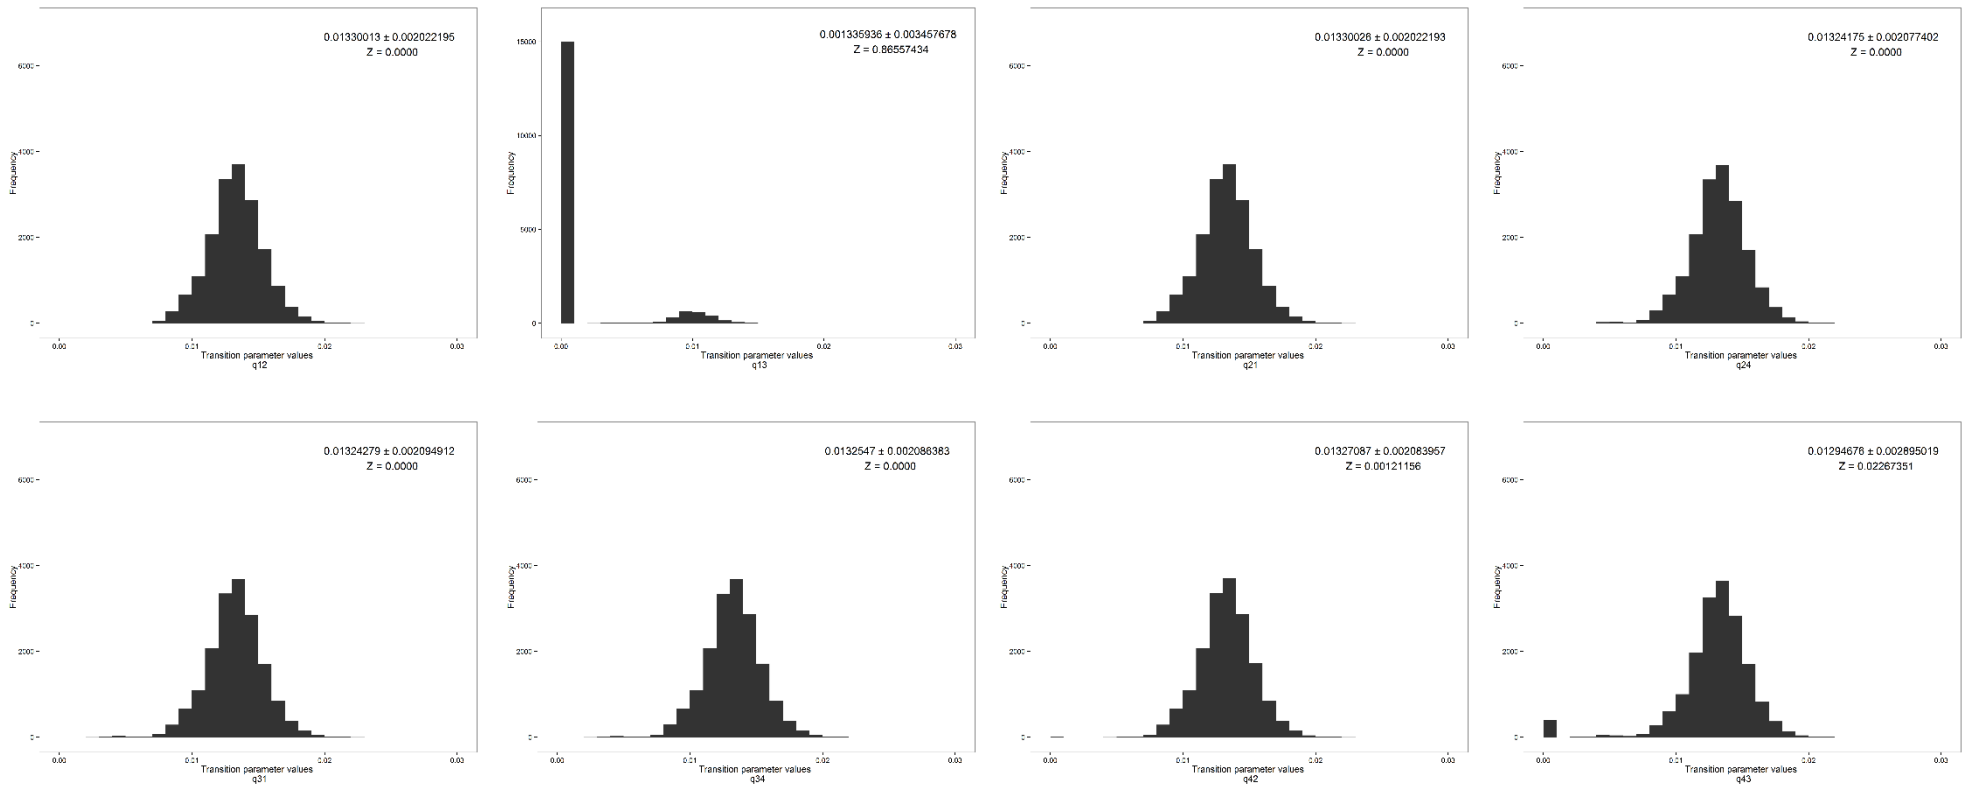 0.01330013 ± 0.002022195
Z = 0.0000
6000
4000
2000
0
Frequency
0.00
0.01
0.02
0.03
Transition parameter values
q12
0.001335936 ± 0.003457678
Z = 0.86557434
15000
10000
5000
0
Frequency
0.00
0.01
0.02
0.03
Transition parameter values
q13
0.01330026 ± 0.002022193
Z = 0.0000
6000
4000
2000
0
Frequency
0.00
0.01
0.02
0.03
Transition parameter values
q21
0.01324175 ± 0.002077402
Z = 0.0000
6000
4000
2000
0
Frequency
0.00
0.01
0.02
0.03
Transition parameter values
q24
0.01324279 ± 0.002094912
Z = 0.0000
6000
4000
2000
0
Frequency
0.00
0.01
0.02
0.03
Transition parameter values
q31
0.0132547 ± 0.002086383
Z = 0.0000
6000
4000
2000
0
Frequency
0.00
0.01
0.02
0.03
Transition parameter values
q34
0.01327087 ± 0.002083957
Z = 0.00121156
6000
4000
2000
0
Frequency
0.00
0.01
0.02
0.03
Transition parameter values
q42
0.01294676 ± 0.002895019
Z = 0.02267351
6000
4000
2000
0
Frequency
0.00
0.01
0.02
0.03
Transition parameter values
q43